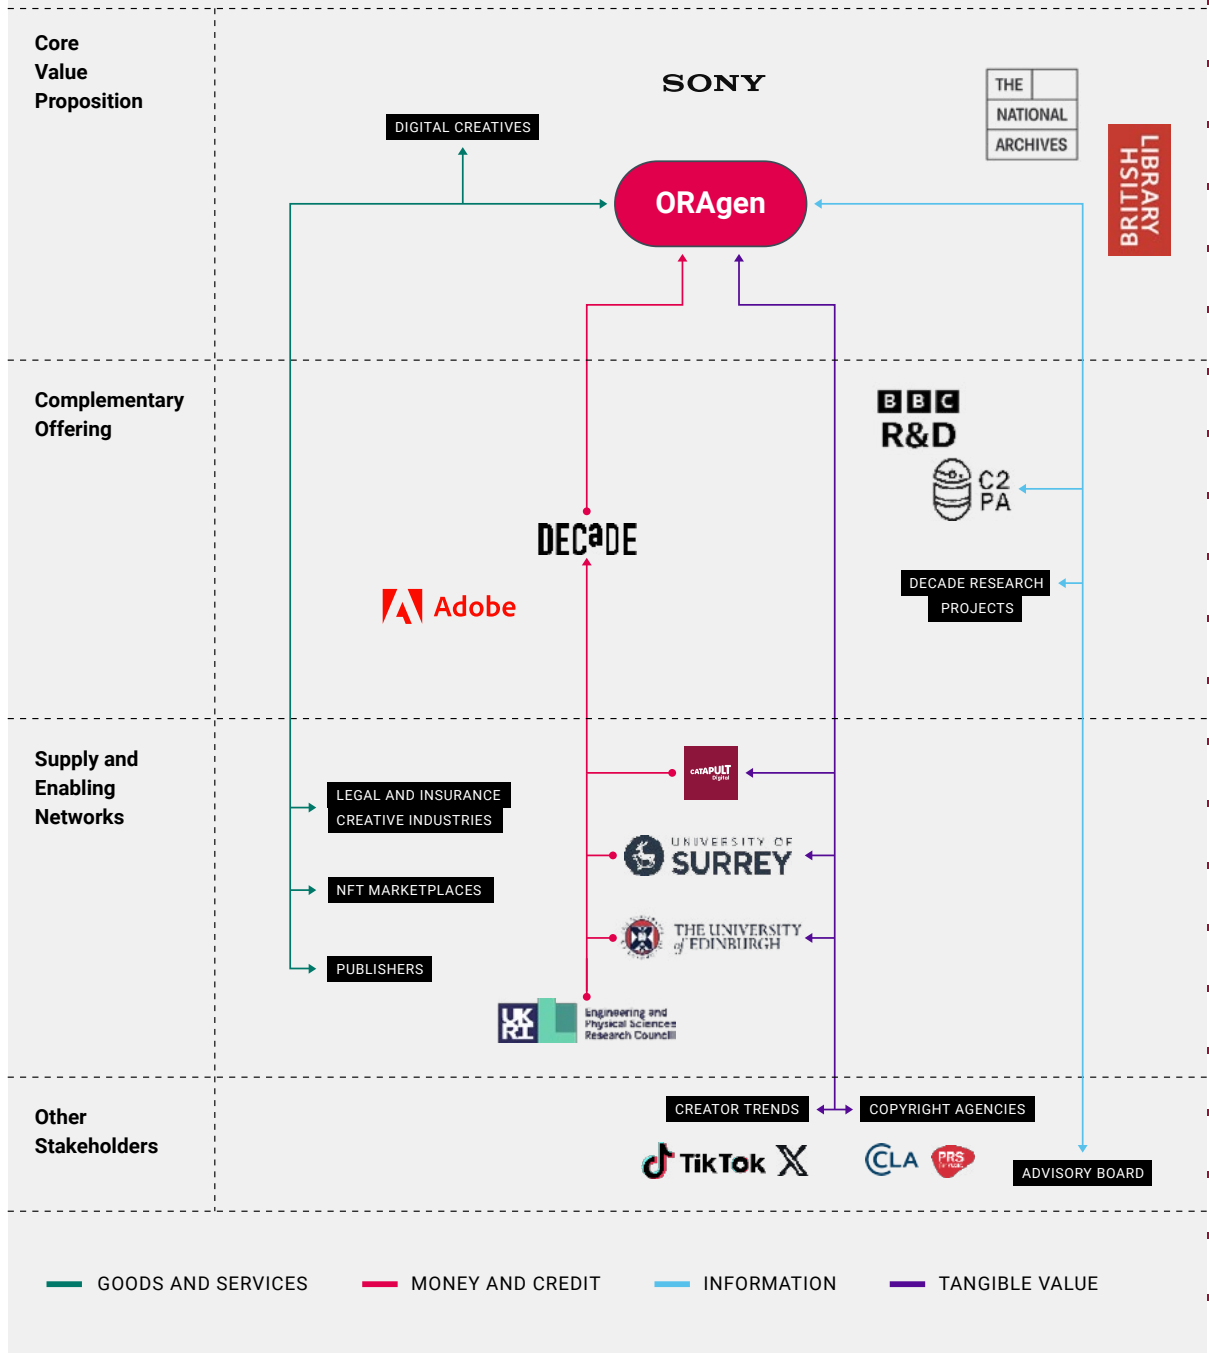 Core
Value
Proposition
SONY
THE
NATIONAL
ARCHIVES
LIBRARY
BRITISH
DIGITAL CREATIVES
ORAgen
Complementary
Offering
BBC
R&D
C2
PA
DECaDE
DECADE RESEARCH
PROJECTS
Adobe
Supply and
Enabling
Networks
CATAPULT
Digital
LEGAL AND INSURANCE
CREATIVE INDUSTRIES
UNIVERSITY OF
SURREY
NFT MARKETPLACES
THE UNIVERSITY
of EDINBURGH
PUBLISHERS
UK
RI
Engineering and
Physical Sciences
Research Council
Other
Stakeholders
CREATOR TRENDS
COPYRIGHT AGENCIES
TikTok X
CLA
PRS
ADVISORY BOARD
GOODS AND SERVICES
MONEY AND CREDIT
INFORMATION
TANGIBLE VALUE